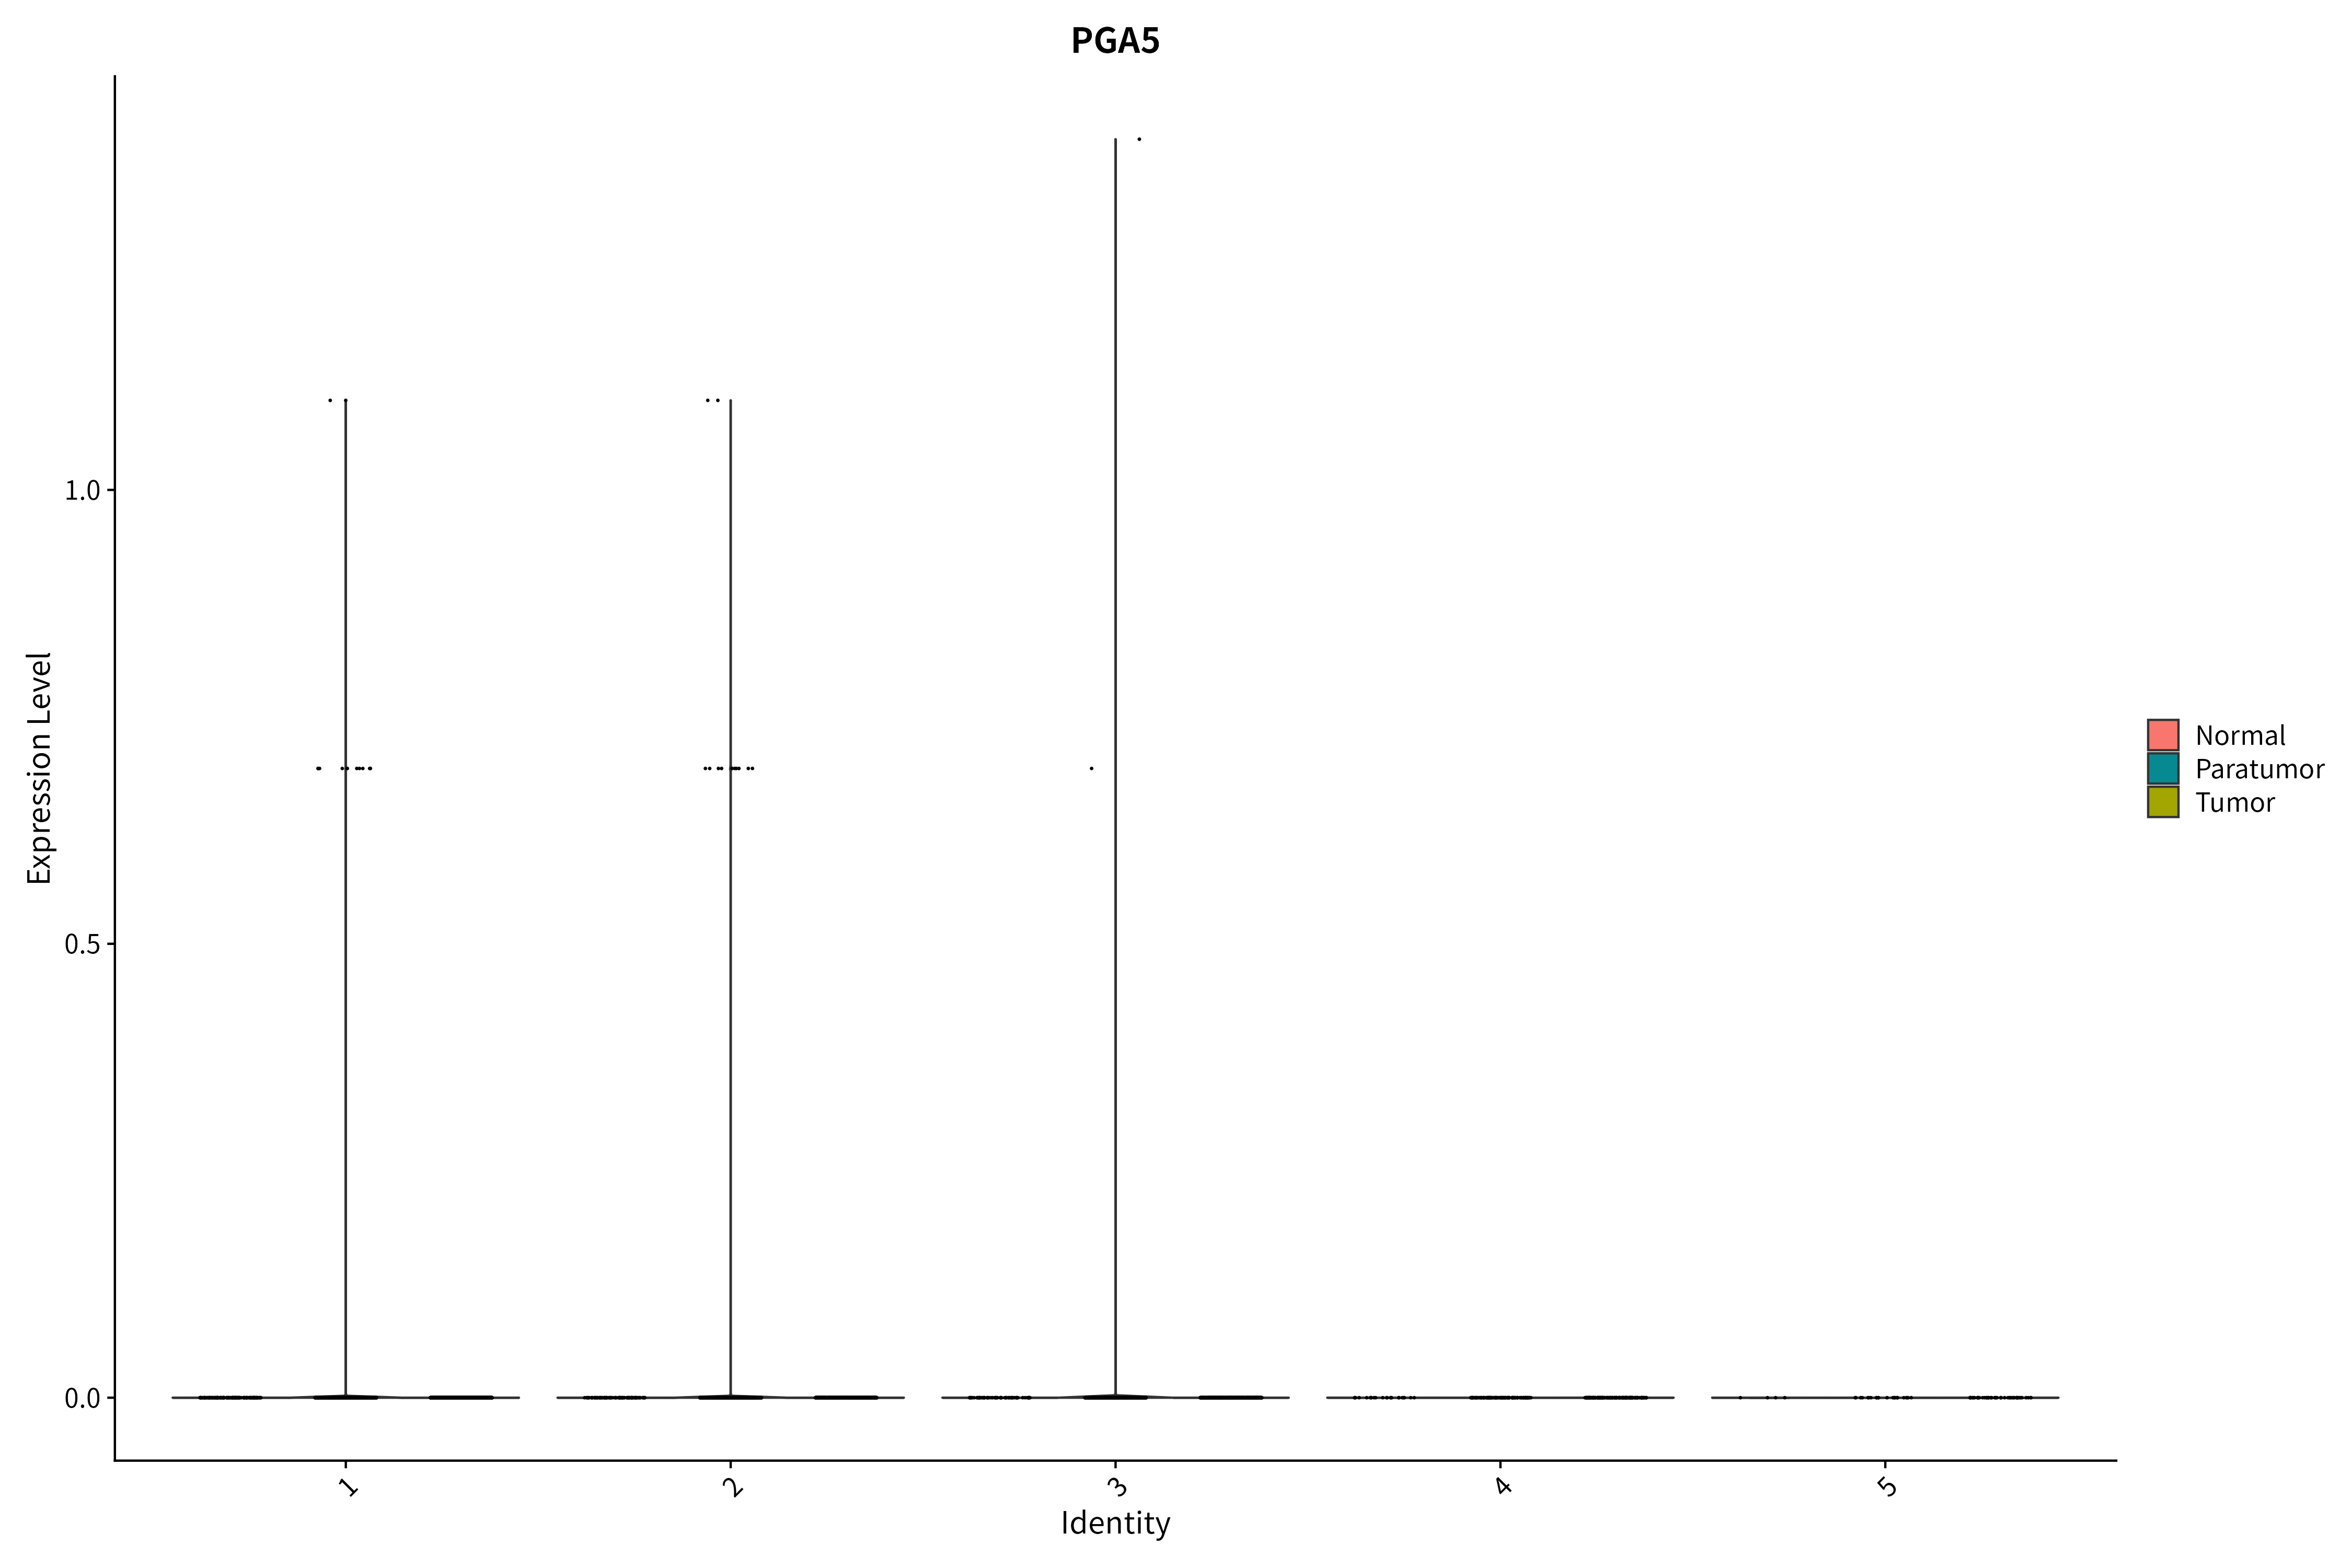 PGA5
Expression Level
1.0
0.5
0.0
1
2
3
4
5
Identity
Normal
Paratumor
Tumor